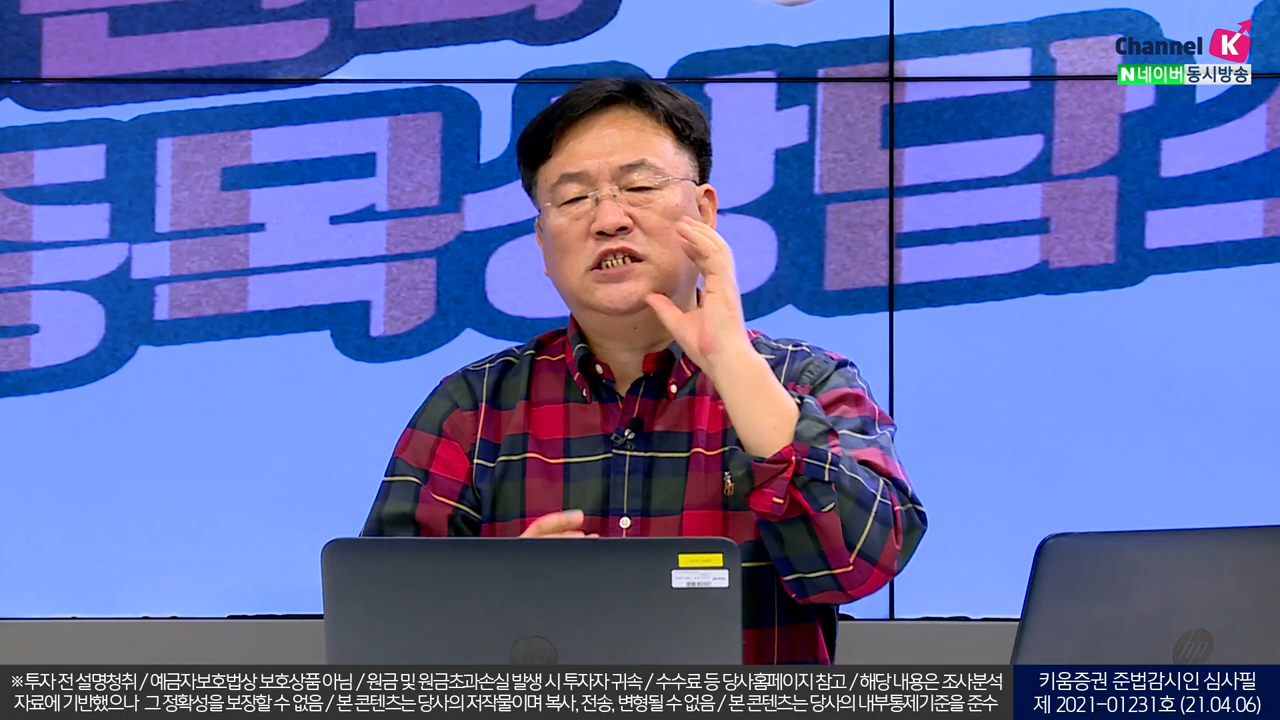 Channel K
N네이버 동시방송
종목상담소
※ 투자 전 설명청취 / 예금자보호법상 보호상품 아님 / 원금 및 원금초과손실 발생 시 투자자 귀속 / 수수료 등 당사홈페이지 참고 / 해당 내용은 조사분석
자료에 기반했으나 그 정확성을 보장할 수 없음 / 본 콘텐츠는 당사의 저작물이며 복사, 전송, 변형될 수 없음 / 본 콘텐츠는 당사의 내부통제기준을 준수
키움증권 준법감시인 심사필
제 2021-01231호 (21.04.06)
hp
hp